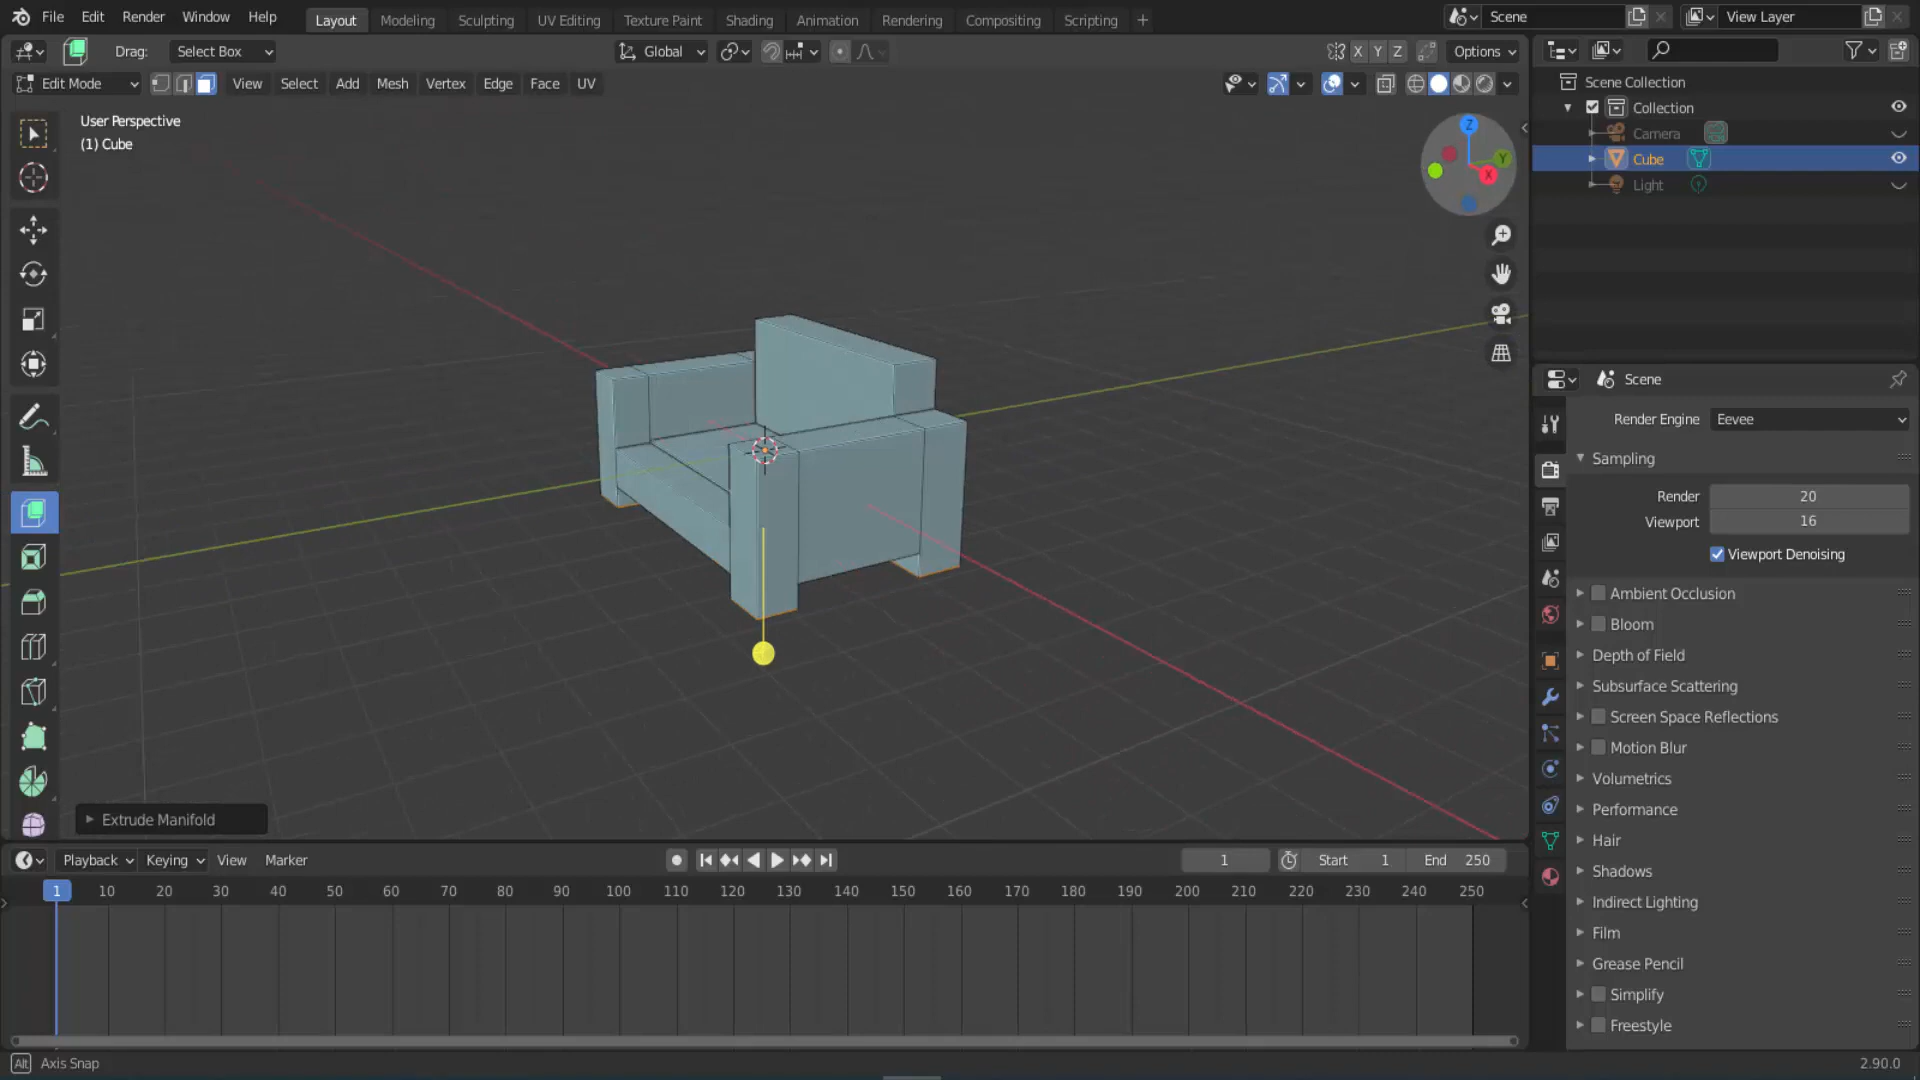 File Edit Render Window Help Layout Modeling Sculpting UV Editing Texture Paint Shading Animation Rendering Compositing Scripting + Scene View Layer
Drag: Select Box Global X Y Z Options
Edit Mode View Select Add Mesh Vertex Edge Face UV
Scene Collection
Collection
Camera
Cube
Light
User Perspective
(1) Cube
Z
Y
X
Scene
Render Engine Eevee
Sampling
Render 20
Viewport 16
Viewport Denoising
Ambient Occlusion
Bloom
Depth of Field
Subsurface Scattering
Screen Space Reflections
Motion Blur
Volumetrics
Performance
Hair
Shadows
Indirect Lighting
Film
Grease Pencil
Simplify
Freestyle
Extrude Manifold
Playback Keying View Marker 1 Start 1 End 250
1 10 20 30 40 50 60 70 80 90 100 110 120 130 140 150 160 170 180 190 200 210 220 230 240 250
Alt Axis Snap 2.90.0